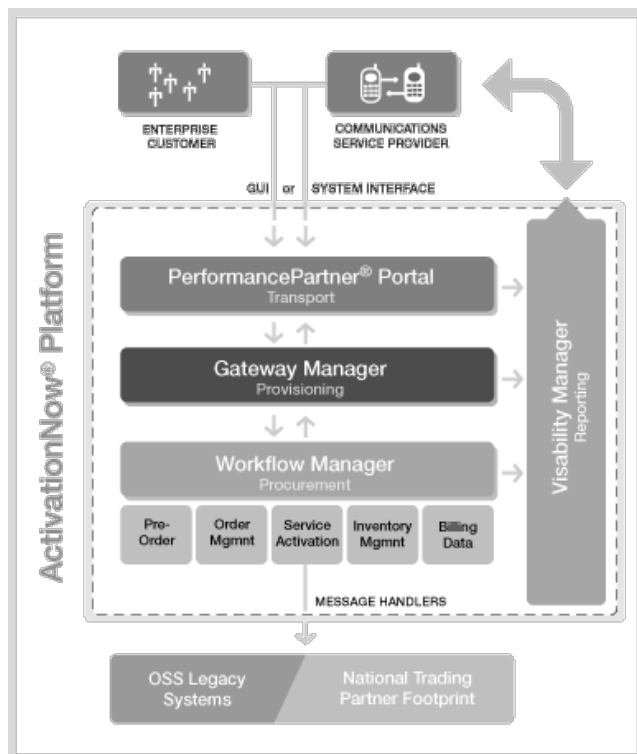 ENTERPRISE
CUSTOMER
COMMUNICATIONS
SERVICE PROVIDER
GUI or SYSTEM INTERFACE
ActivationNow® Platform
PerformancePartner® Portal
Transport
Gateway Manager
Provisioning
Workflow Manager
Procurement
Pre-
Order
Order
Mgmnt
Service
Activation
Inventory
Mgmnt
Billing
Data
Visability Manager
Reporting
MESSAGE HANDLERS
OSS Legacy
Systems
National Trading
Partner Footprint